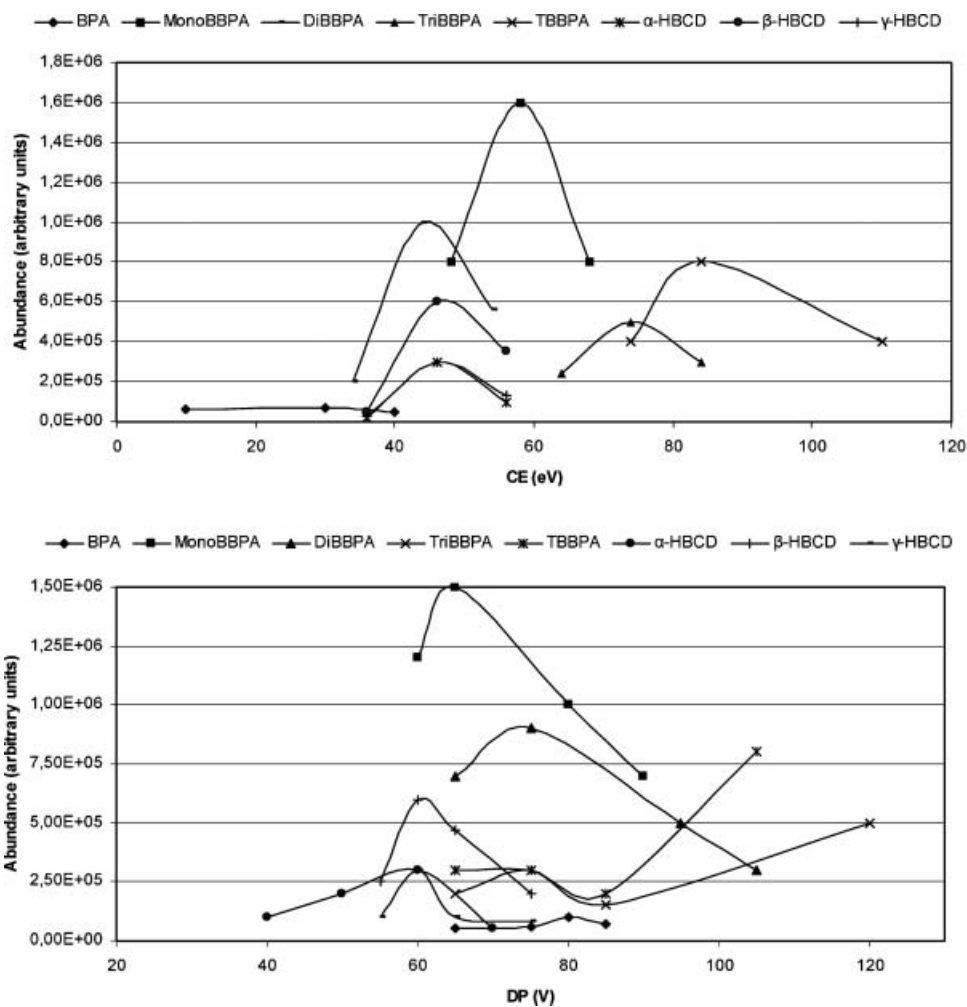 BPA MonoBBPA DiBBPA TriBBPA TBBPA α-HBCD β-HBCD γ-HBCD
1,8E+06
1,6E+06
1,4E+06
1,2E+06
1,0E+06
8,0E+05
6,0E+05
4,0E+05
2,0E+05
0,0E+00
Abundance (arbitrary units)
0 20 40 60 80 100 120
CE (eV)
BPA MonoBBPA DiBBPA TriBBPA TBBPA α-HBCD β-HBCD γ-HBCD
1,50E+06
1,25E+06
1,00E+06
7,50E+05
5,00E+05
2,50E+05
0,00E+00
Abundance (arbitrary units)
20 40 60 80 100 120
DP (V)